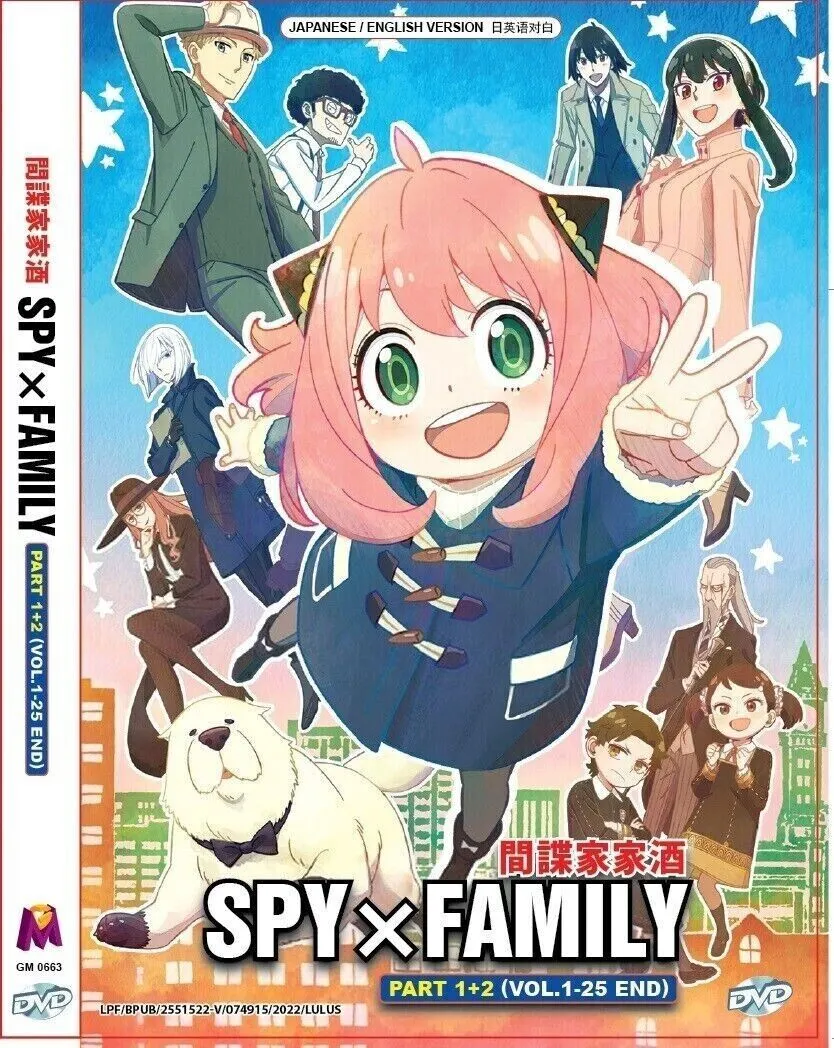 JAPANESE / ENGLISH VERSION 日英语对白
間諜家家酒
SPY×FAMILY
PART 1+2 (VOL.1-25 END)
M
GM 0663
DVD
間諜家家酒
SPY×FAMILY
PART 1+2 (VOL.1-25 END)
LPF/BPUB/2551522-V/074915/2022/LULUS
DVD